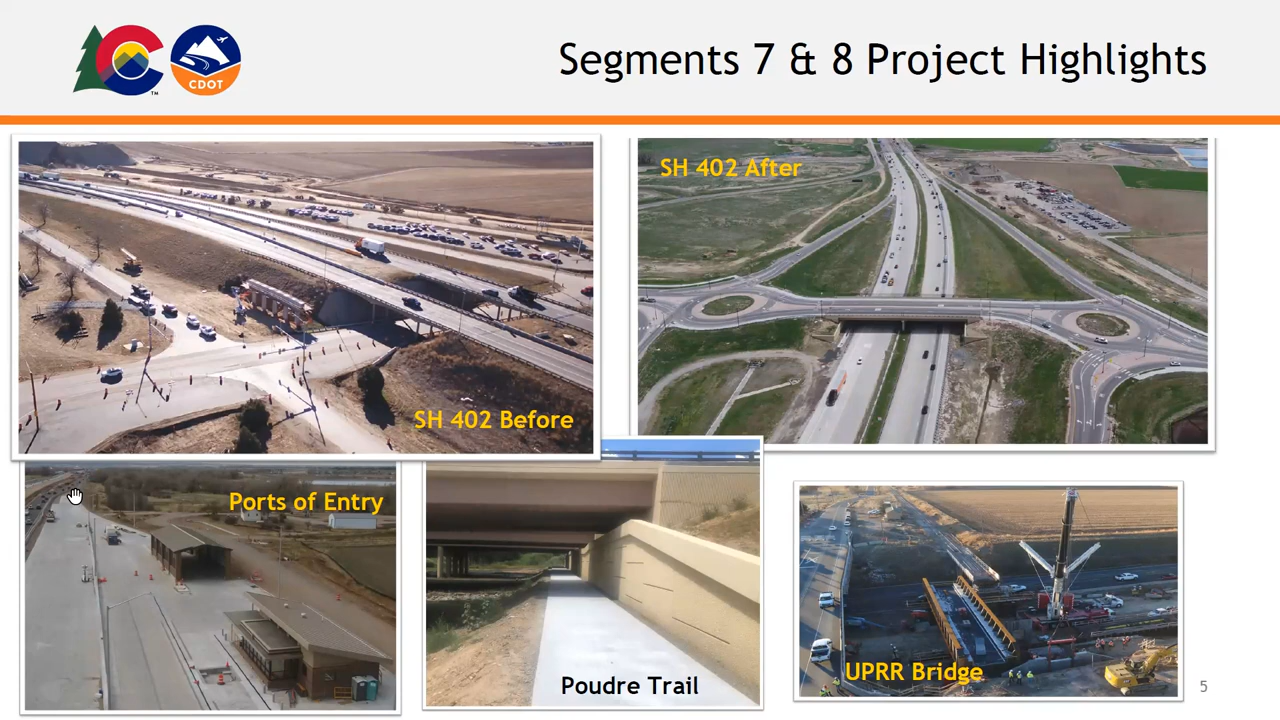 CDOT
TM
Segments 7 & 8 Project Highlights
SH 402 Before
SH 402 After
Ports of Entry
Poudre Trail
UPRR Bridge
5